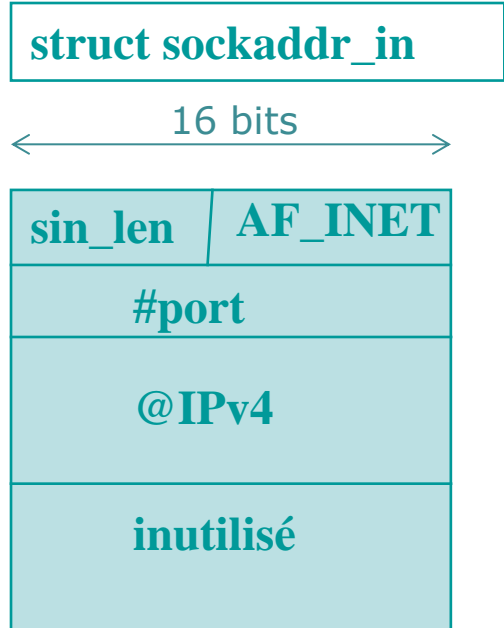 struct sockaddr_in
16 bits
sin_len AF_INET
#port
@IPv4
inutilisé